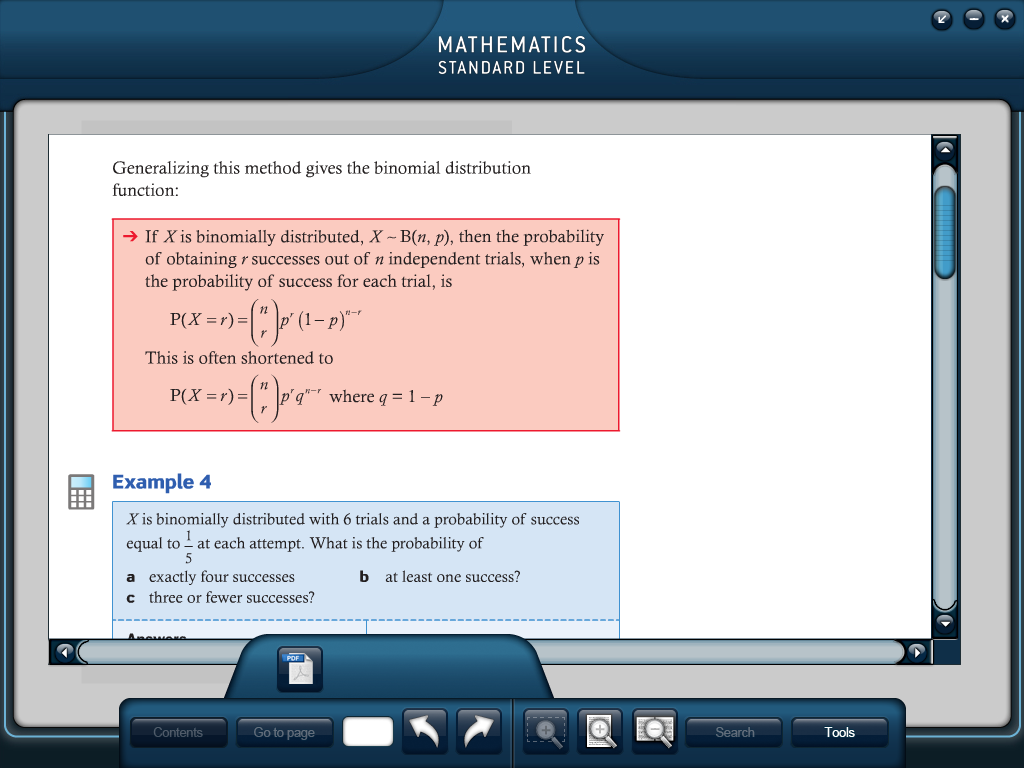 MATHEMATICS
STANDARD LEVEL
Generalizing this method gives the binomial distribution
function:
➔ If X is binomially distributed, X ~ B(n, p), then the probability
of obtaining r successes out of n independent trials, when p is
the probability of success for each trial, is
P(X = r) = (n r) p^r (1 − p)^{n−r}
This is often shortened to
P(X = r) = (n r) p^r q^{n−r} where q = 1 − p
Example 4
X is binomially distributed with 6 trials and a probability of success
equal to 1/5 at each attempt. What is the probability of
a exactly four successes b at least one success?
c three or fewer successes?
Answers
PDF
Contents Go to page Search Tools